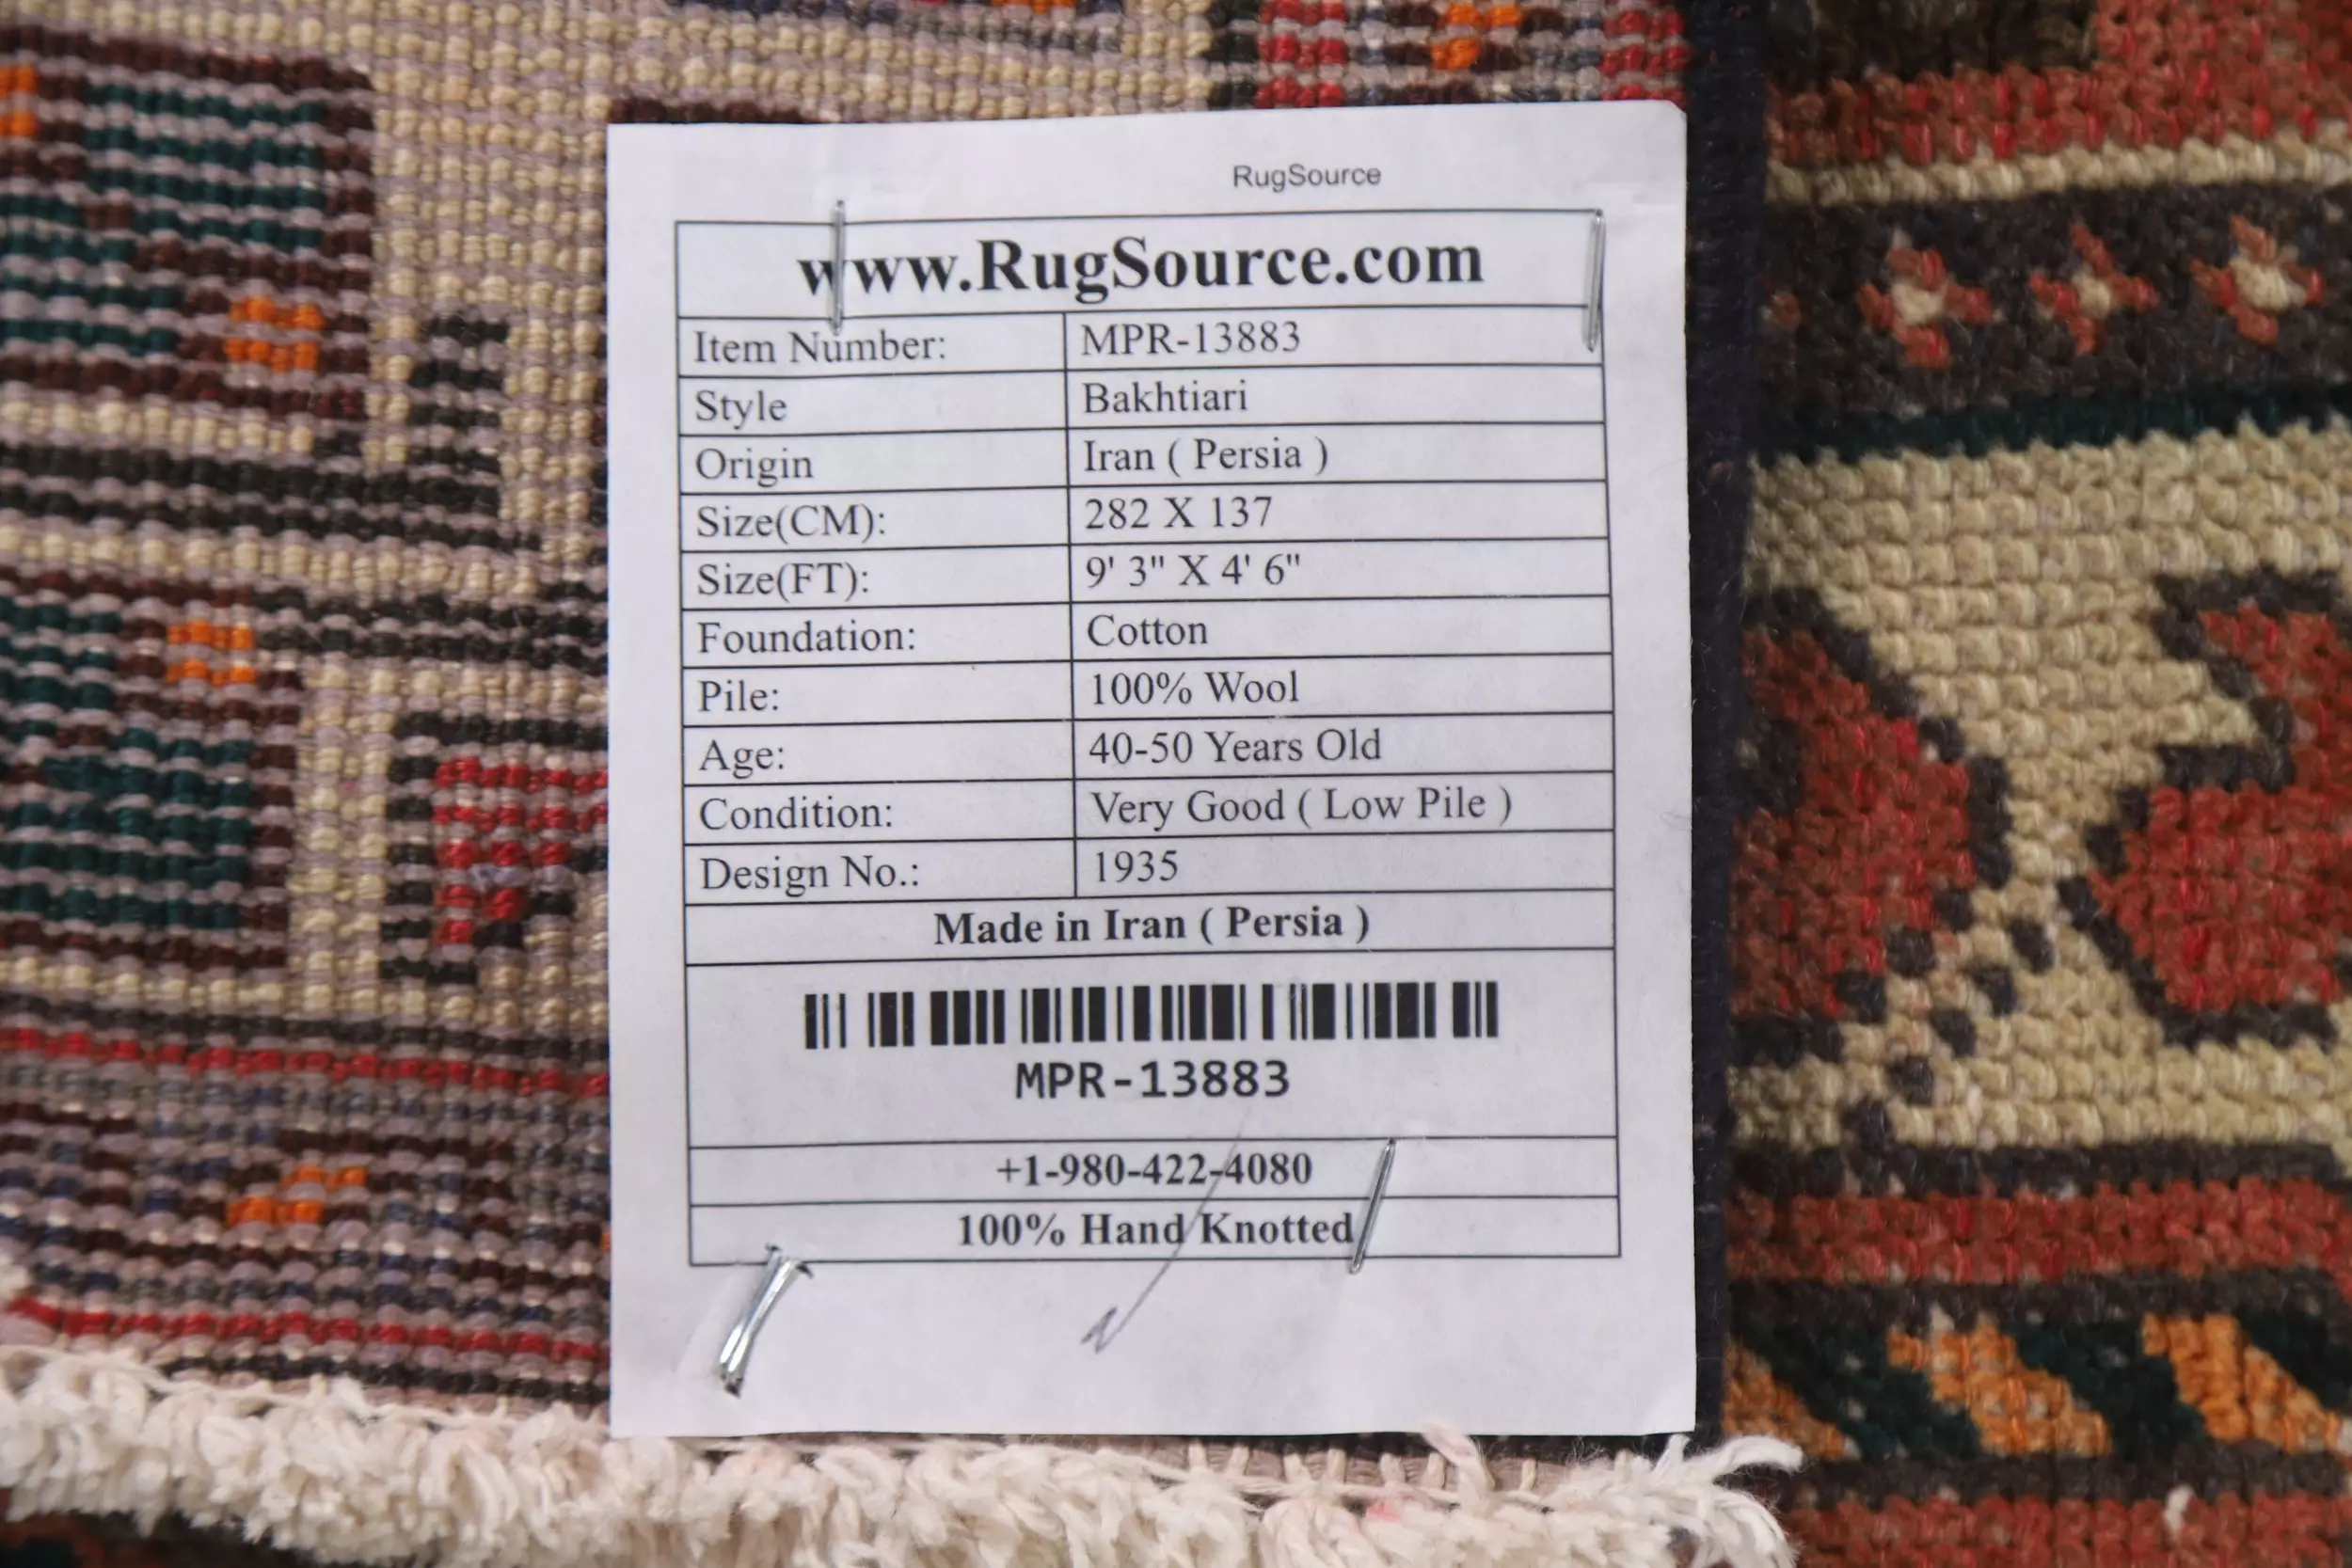 RugSource
www.RugSource.com
Item Number: MPR-13883
Style Bakhtiari
Origin Iran ( Persia )
Size(CM): 282 X 137
Size(FT): 9' 3" X 4' 6"
Foundation: Cotton
Pile: 100% Wool
Age: 40-50 Years Old
Condition: Very Good ( Low Pile )
Design No.: 1935
Made in Iran ( Persia )
MPR-13883
+1-980-422-4080
100% Hand Knotted